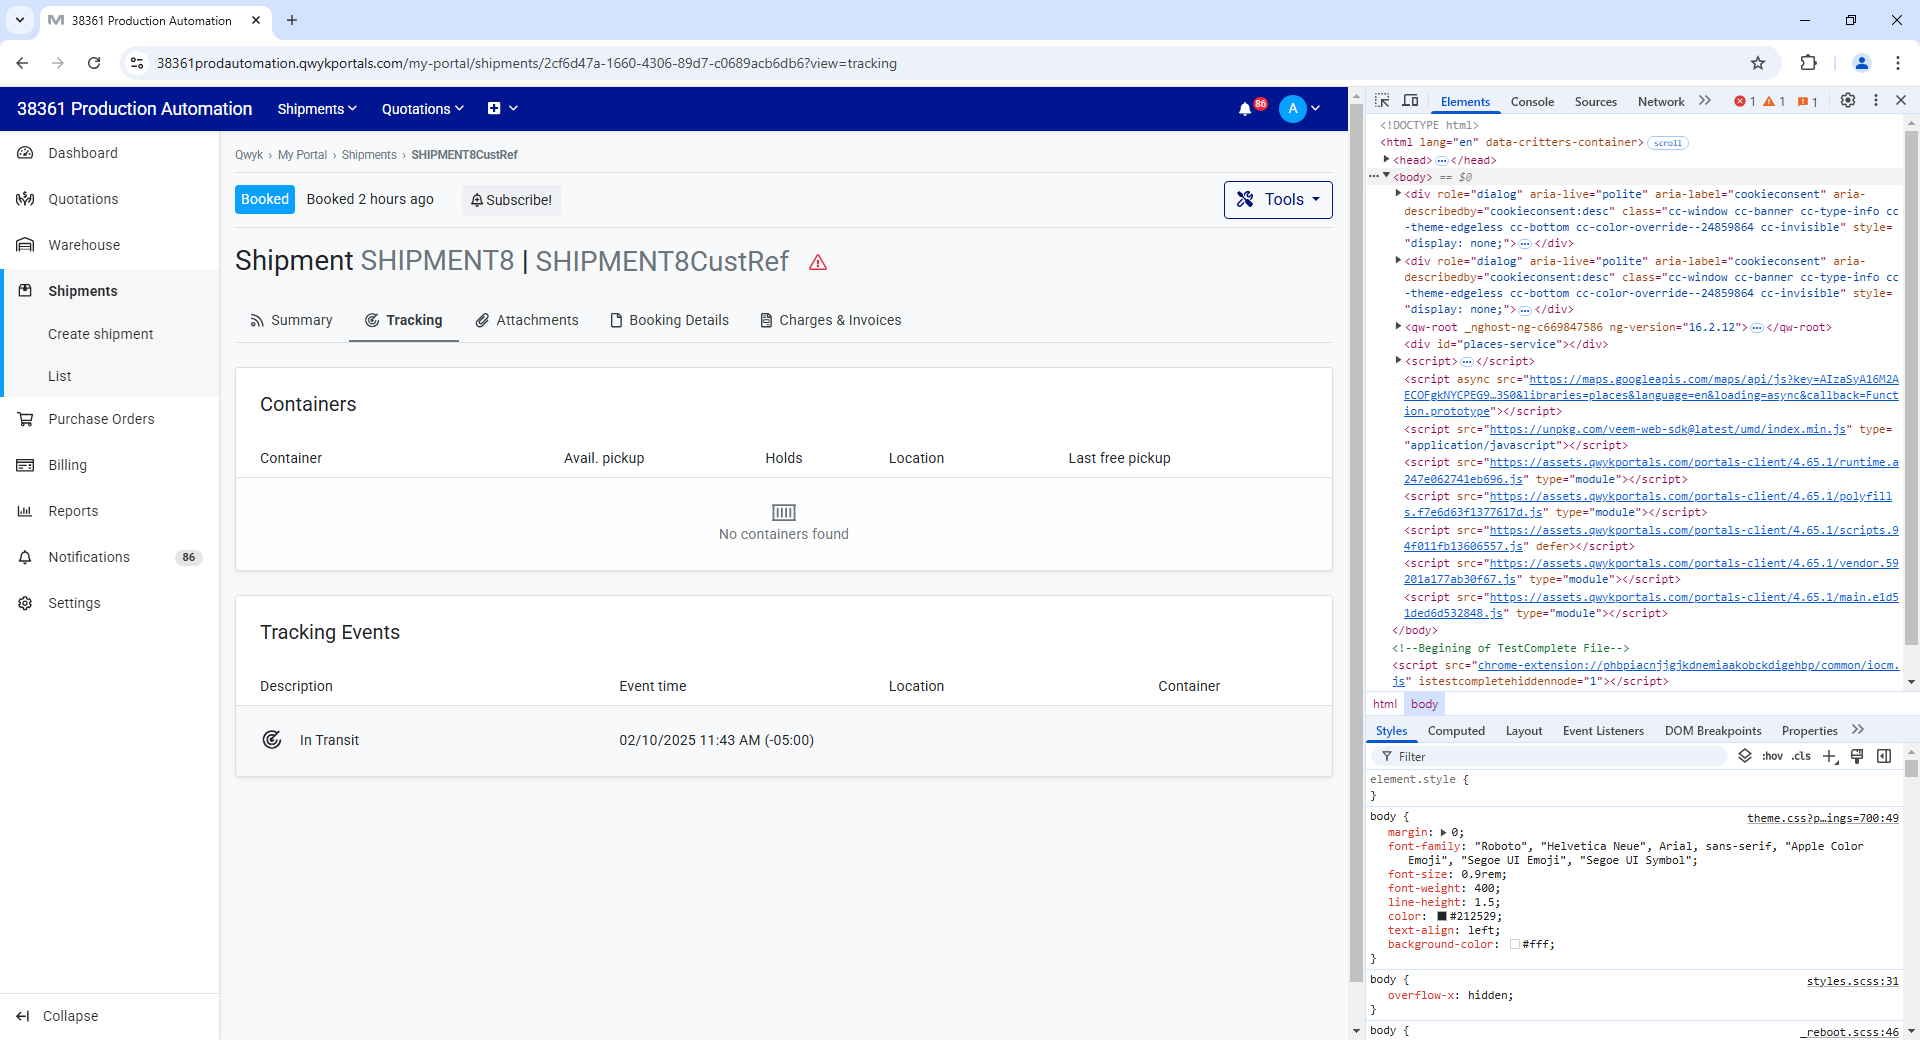 38361 Production Automation
38361prodautomation.qwykportals.com/my-portal/shipments/2cf6d47a-1660-4306-89d7-c0689acb6db6?view=tracking
38361 Production Automation Shipments Quotations 86 A
Dashboard
Quotations
Warehouse
Shipments
Create shipment
List
Purchase Orders
Billing
Reports
Notifications 86
Settings
Collapse
Qwyk › My Portal › Shipments › SHIPMENT8CustRef
Booked Booked 2 hours ago Subscribe! Tools
Shipment SHIPMENT8 | SHIPMENT8CustRef
Summary Tracking Attachments Booking Details Charges & Invoices
Containers
Container Avail. pickup Holds Location Last free pickup
No containers found
Tracking Events
Description Event time Location Container
In Transit 02/10/2025 11:43 AM (-05:00)
Elements Console Sources Network 1 1 1
<!DOCTYPE html>
<html lang="en" data-critters-container> scroll
<head> … </head>
<body> == $0
<div role="dialog" aria-live="polite" aria-label="cookieconsent" aria-
describedby="cookieconsent:desc" class="cc-window cc-banner cc-type-info cc
-theme-edgeless cc-bottom cc-color-override--24859864 cc-invisible" style=
"display: none;"> … </div>
<div role="dialog" aria-live="polite" aria-label="cookieconsent" aria-
describedby="cookieconsent:desc" class="cc-window cc-banner cc-type-info cc
-theme-edgeless cc-bottom cc-color-override--24859864 cc-invisible" style=
"display: none;"> … </div>
<qw-root _nghost-ng-c669847586 ng-version="16.2.12"> … </qw-root>
<div id="places-service"></div>
<script> … </script>
<script async src="https://maps.googleapis.com/maps/api/js?key=AIzaSyA16M2A
ECOFgkNYCPEG9…3S0&libraries=places&language=en&loading=async&callback=Funct
ion.prototype"></script>
<script src="https://unpkg.com/veem-web-sdk@latest/umd/index.min.js" type=
"application/javascript"></script>
<script src="https://assets.qwykportals.com/portals-client/4.65.1/runtime.a
247e062741eb696.js" type="module"></script>
<script src="https://assets.qwykportals.com/portals-client/4.65.1/polyfill
s.f7e6d63f1377617d.js" type="module"></script>
<script src="https://assets.qwykportals.com/portals-client/4.65.1/scripts.9
4f011fb13606557.js" defer></script>
<script src="https://assets.qwykportals.com/portals-client/4.65.1/vendor.59
201a177ab30f67.js" type="module"></script>
<script src="https://assets.qwykportals.com/portals-client/4.65.1/main.e1d5
1ded6d532848.js" type="module"></script>
</body>
<!--Begining of TestComplete File-->
<script src="chrome-extension://phbpiacnjjgjkdnemiaakobckdigehbp/common/iocm.
js" istestcompletehiddennode="1"></script>
html body
Styles Computed Layout Event Listeners DOM Breakpoints Properties
Filter :hov .cls
element.style {
}
body { theme.css?p…ings=700:49
margin: 0;
font-family: "Roboto", "Helvetica Neue", Arial, sans-serif, "Apple Color
Emoji", "Segoe UI Emoji", "Segoe UI Symbol";
font-size: 0.9rem;
font-weight: 400;
line-height: 1.5;
color: #212529;
text-align: left;
background-color: #fff;
}
body { styles.scss:31
overflow-x: hidden;
}
body { _reboot.scss:46